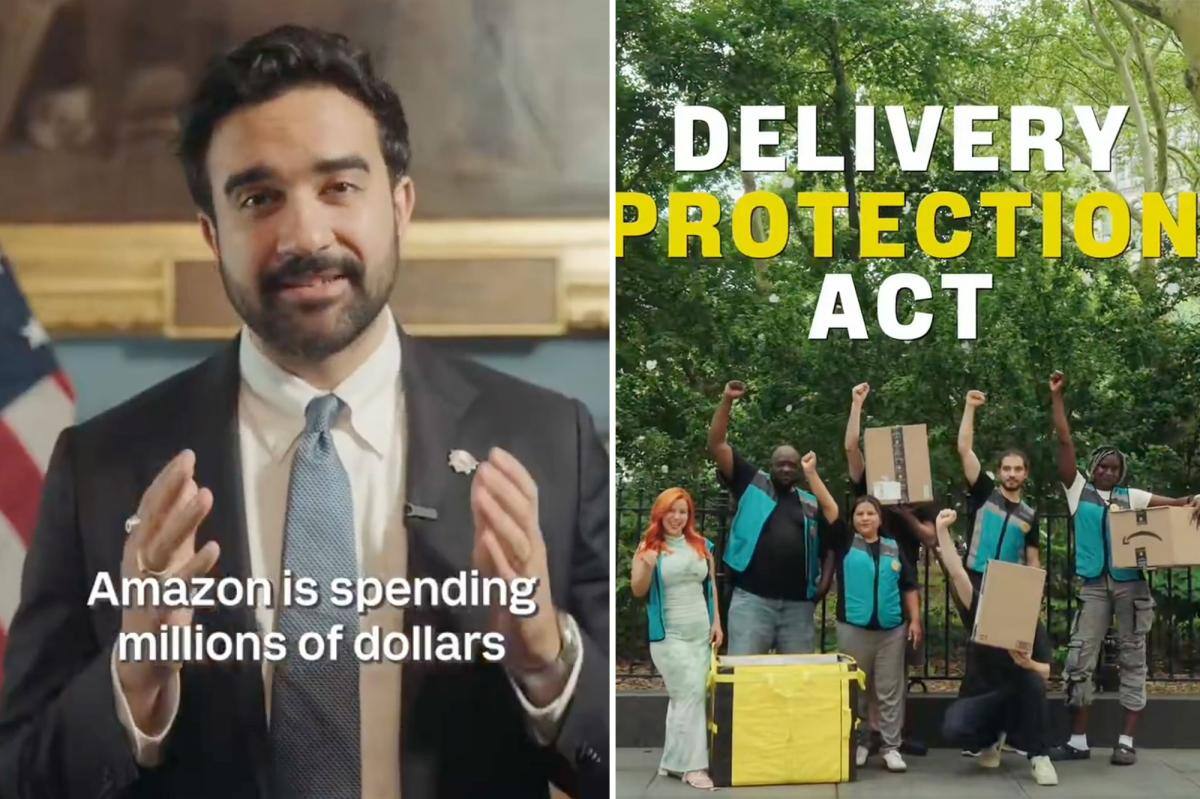 Amazon is spending
millions of dollars
DELIVERY
PROTECTION
ACT